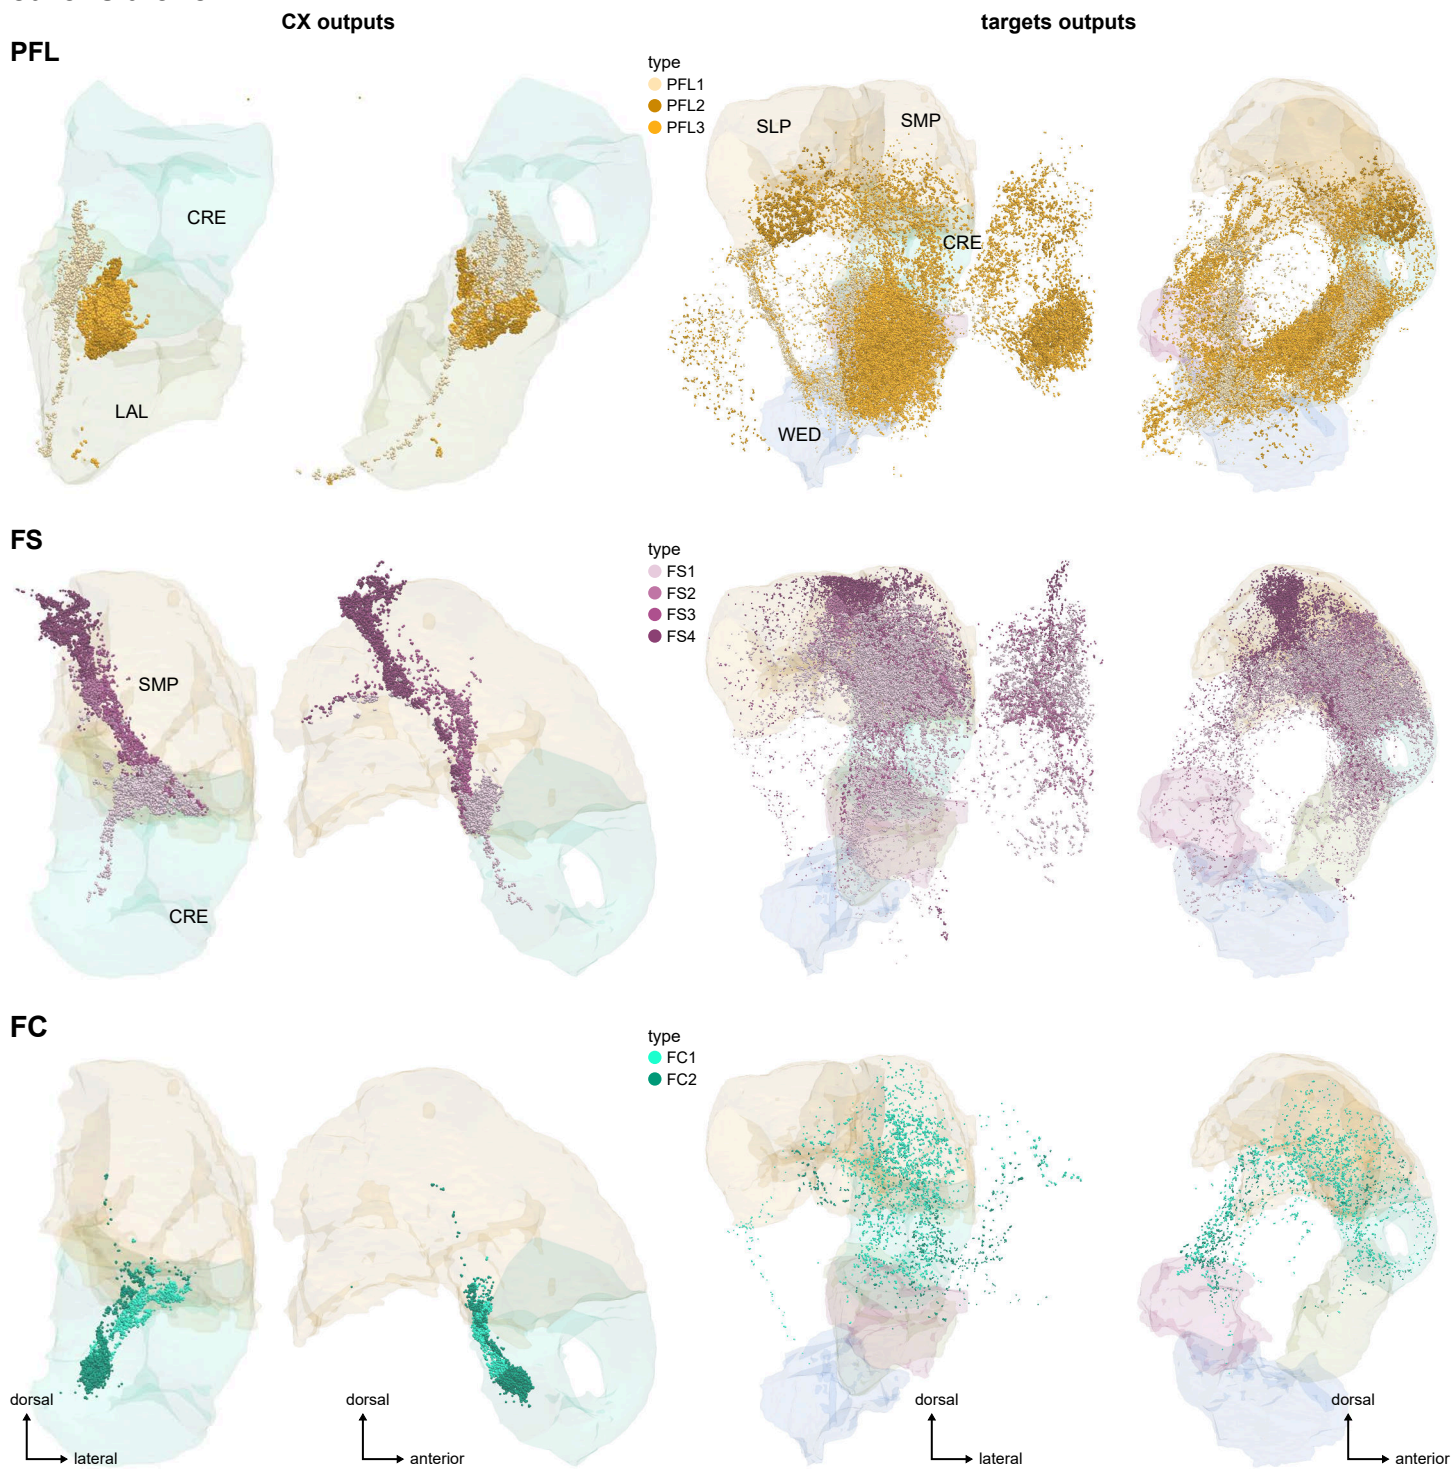 CX outputs
targets outputs
PFL
type
PFL1
PFL2
PFL3
CRE
LAL
SLP
SMP
CRE
WED
FS
type
FS1
FS2
FS3
FS4
SMP
CRE
FC
type
FC1
FC2
dorsal
lateral
dorsal
anterior
dorsal
lateral
dorsal
anterior